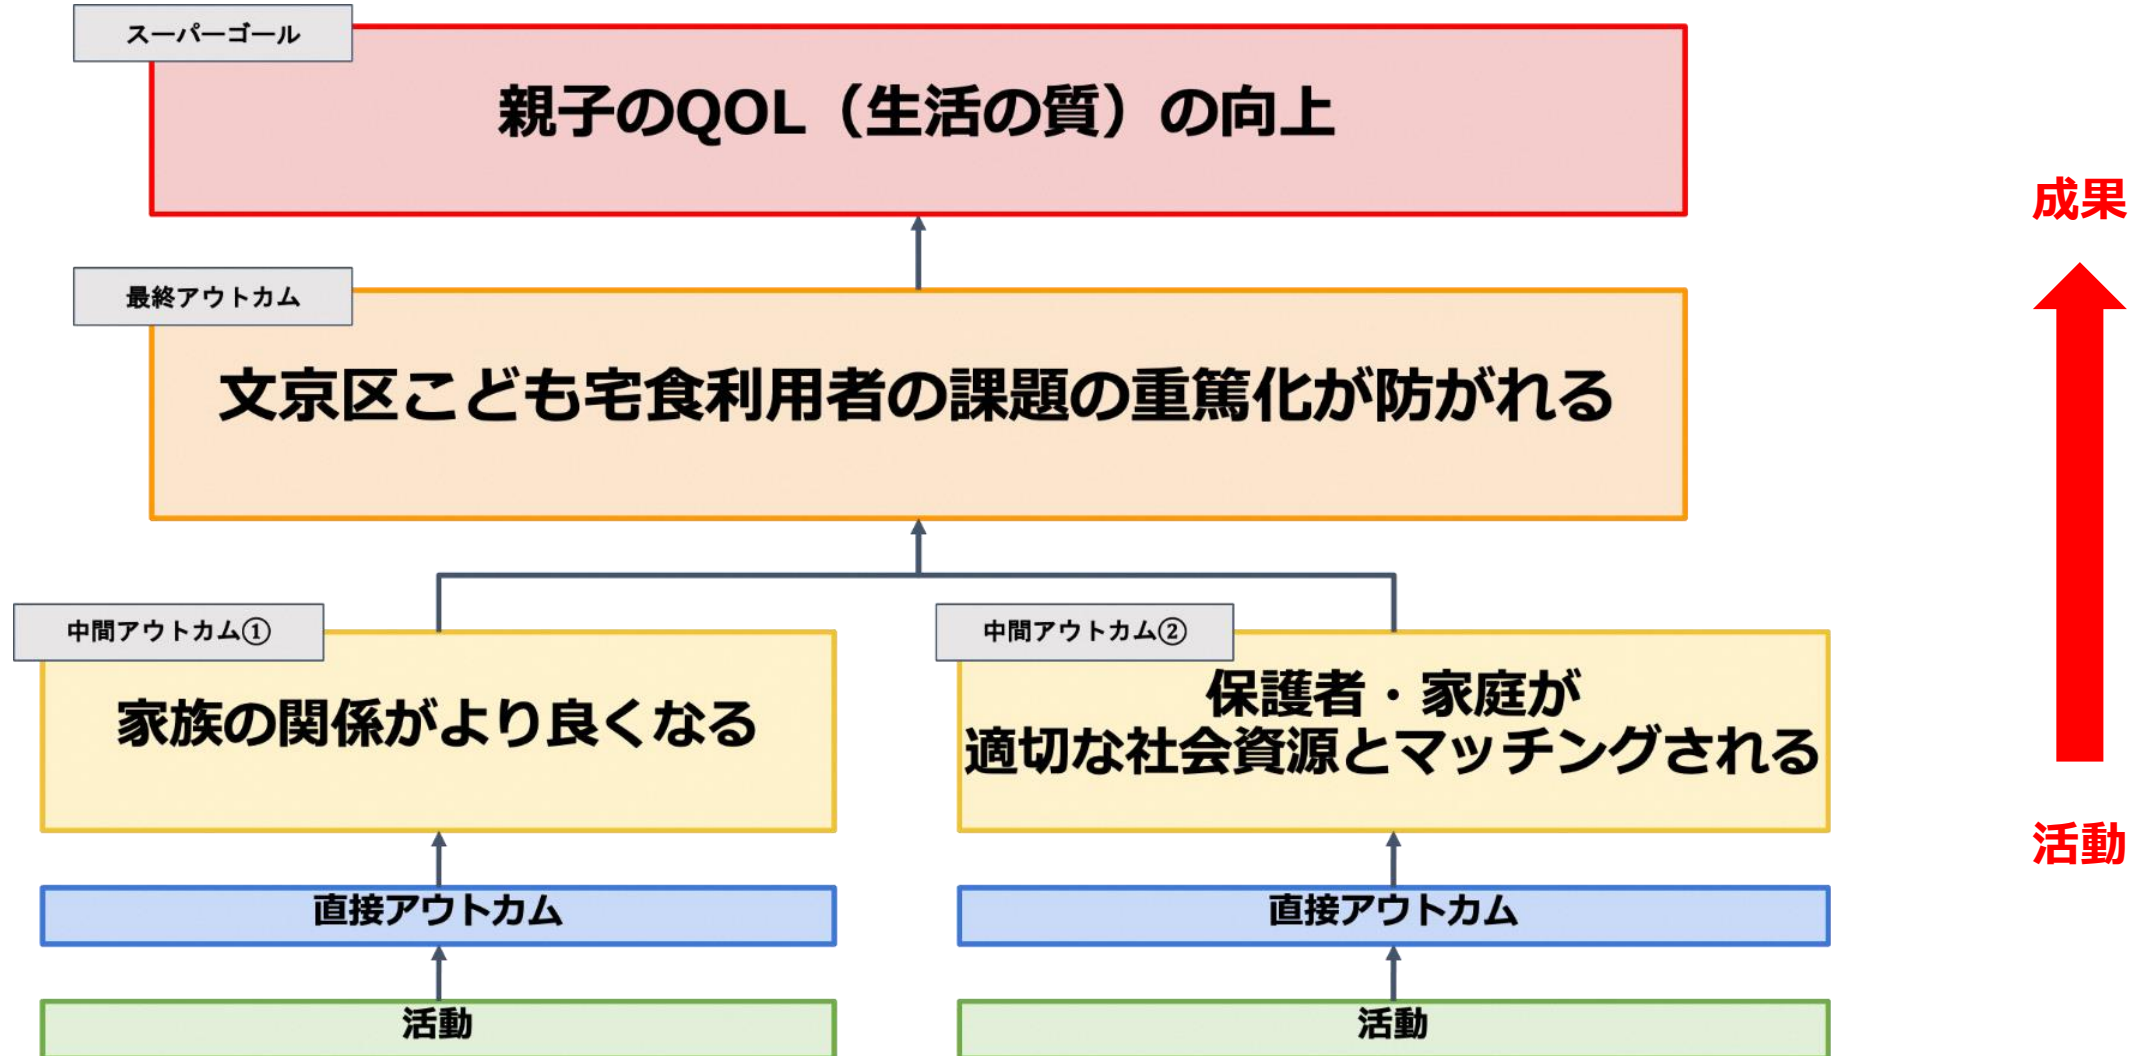 スーパーゴール
親子のQOL（生活の質）の向上
成果
最終アウトカム
文京区こども宅食利用者の課題の重篤化が防がれる
中間アウトカム①
家族の関係がより良くなる
中間アウトカム②
保護者・家庭が
適切な社会資源とマッチングされる
活動
直接アウトカム
直接アウトカム
活動
活動